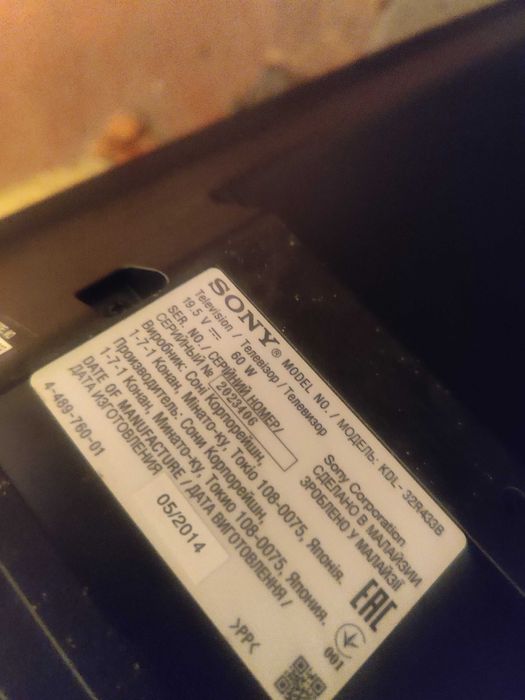 SONY® MODEL NO. / МОДЕЛЬ: KDL - 32R433B
Television / Телевізор / Телевизор
19.5 V ⎓ 60 W
Sony Corporation
SER. NO./ СЕРІЙНИЙ НОМЕР/
СЕРИЙНЫЙ № 2023406
СДЕЛАНО В МАЛАЙЗИИ
ЗРОБЛЕНО У МАЛАЙЗІЇ
Виробник: Соні Корпорейшн,
1-7-1 Конан, Мінато-ку, Токіо 108-0075, Японія.
Производитель: Сони Корпорейшн,
1-7-1 Конан, Минато-ку, Токио 108-0075, Япония.
DATE OF MANUFACTURE / ДАТА ВИГОТОВЛЕННЯ /
ДАТА ИЗГОТОВЛЕНИЯ
05/2014
4-489-760-01
EAC
001
>PP<